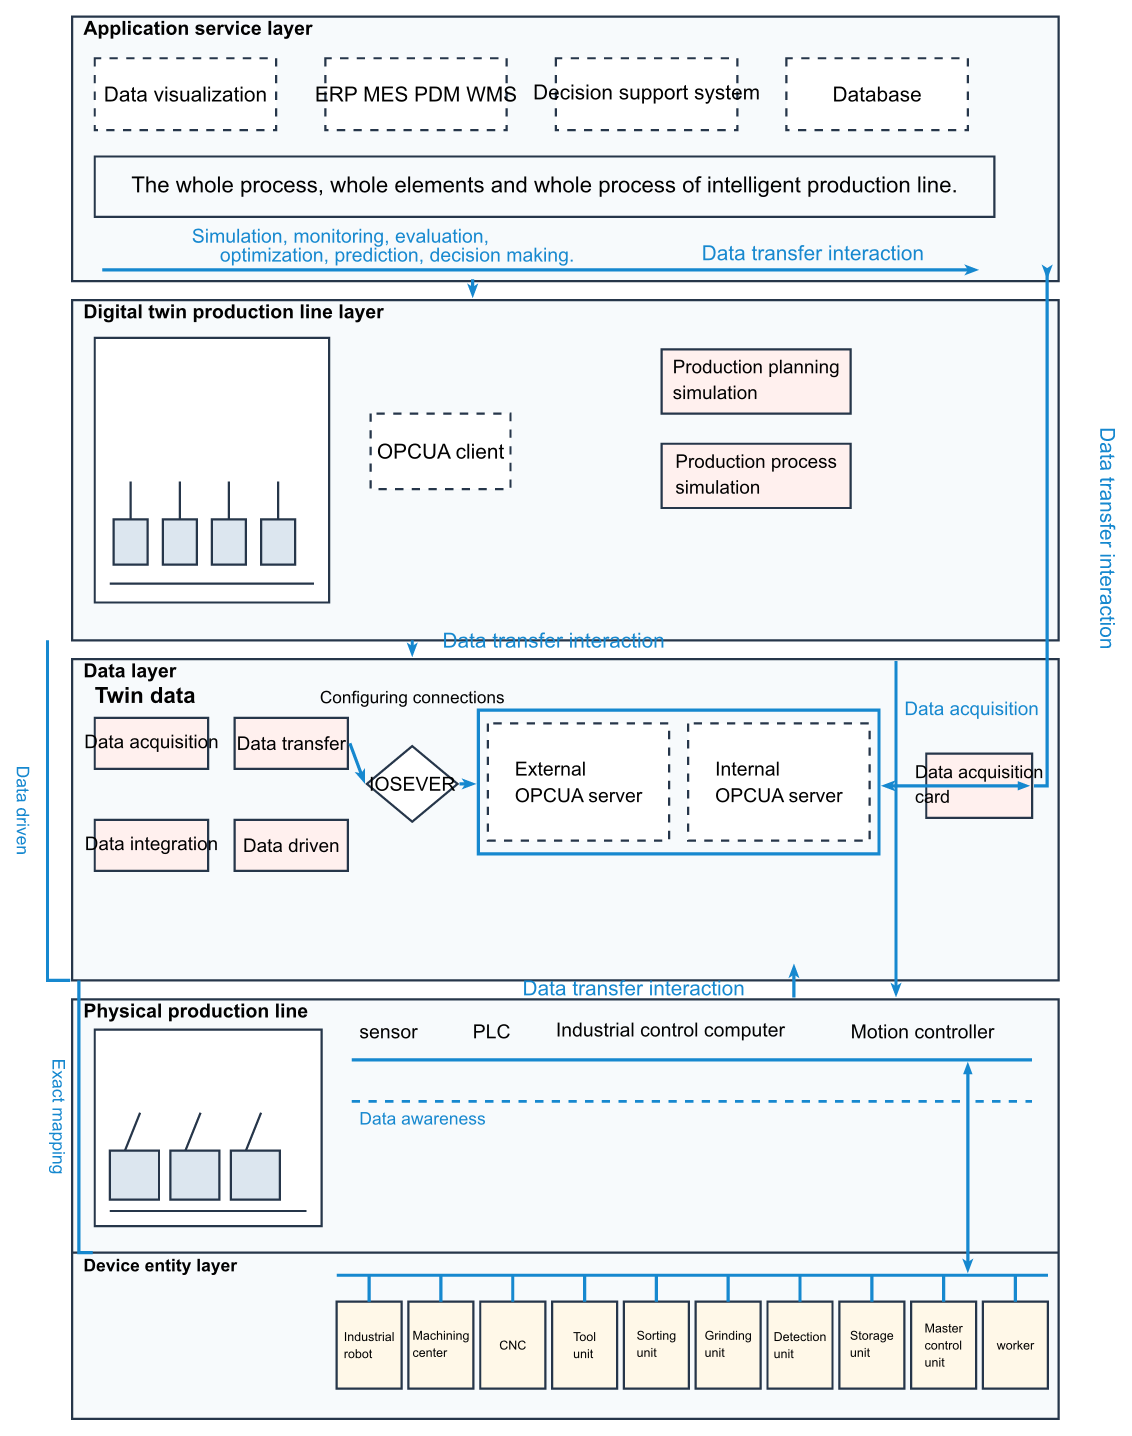 Application service layer
Data visualization
ERP MES PDM WMS
Decision support system
Database
The whole process, whole elements and whole process of intelligent production line.
Simulation, monitoring, evaluation,
optimization, prediction, decision making.
Data transfer interaction
Digital twin production line layer
Production planning
simulation
OPCUA client
Production process
simulation
Data transfer interaction
Data transfer interaction
Data layer
Twin data
Configuring connections
Data acquisition
Data acquisition
Data transfer
IOSEVER
External
OPCUA server
Internal
OPCUA server
Data acquisition
card
Data integration
Data driven
Data driven
Data transfer interaction
Physical production line
sensor
PLC
Industrial control computer
Motion controller
Data awareness
Exact mapping
Device entity layer
Industrial
robot
Machining
center
CNC
Tool
unit
Sorting
unit
Grinding
unit
Detection
unit
Storage
unit
Master
control
unit
worker